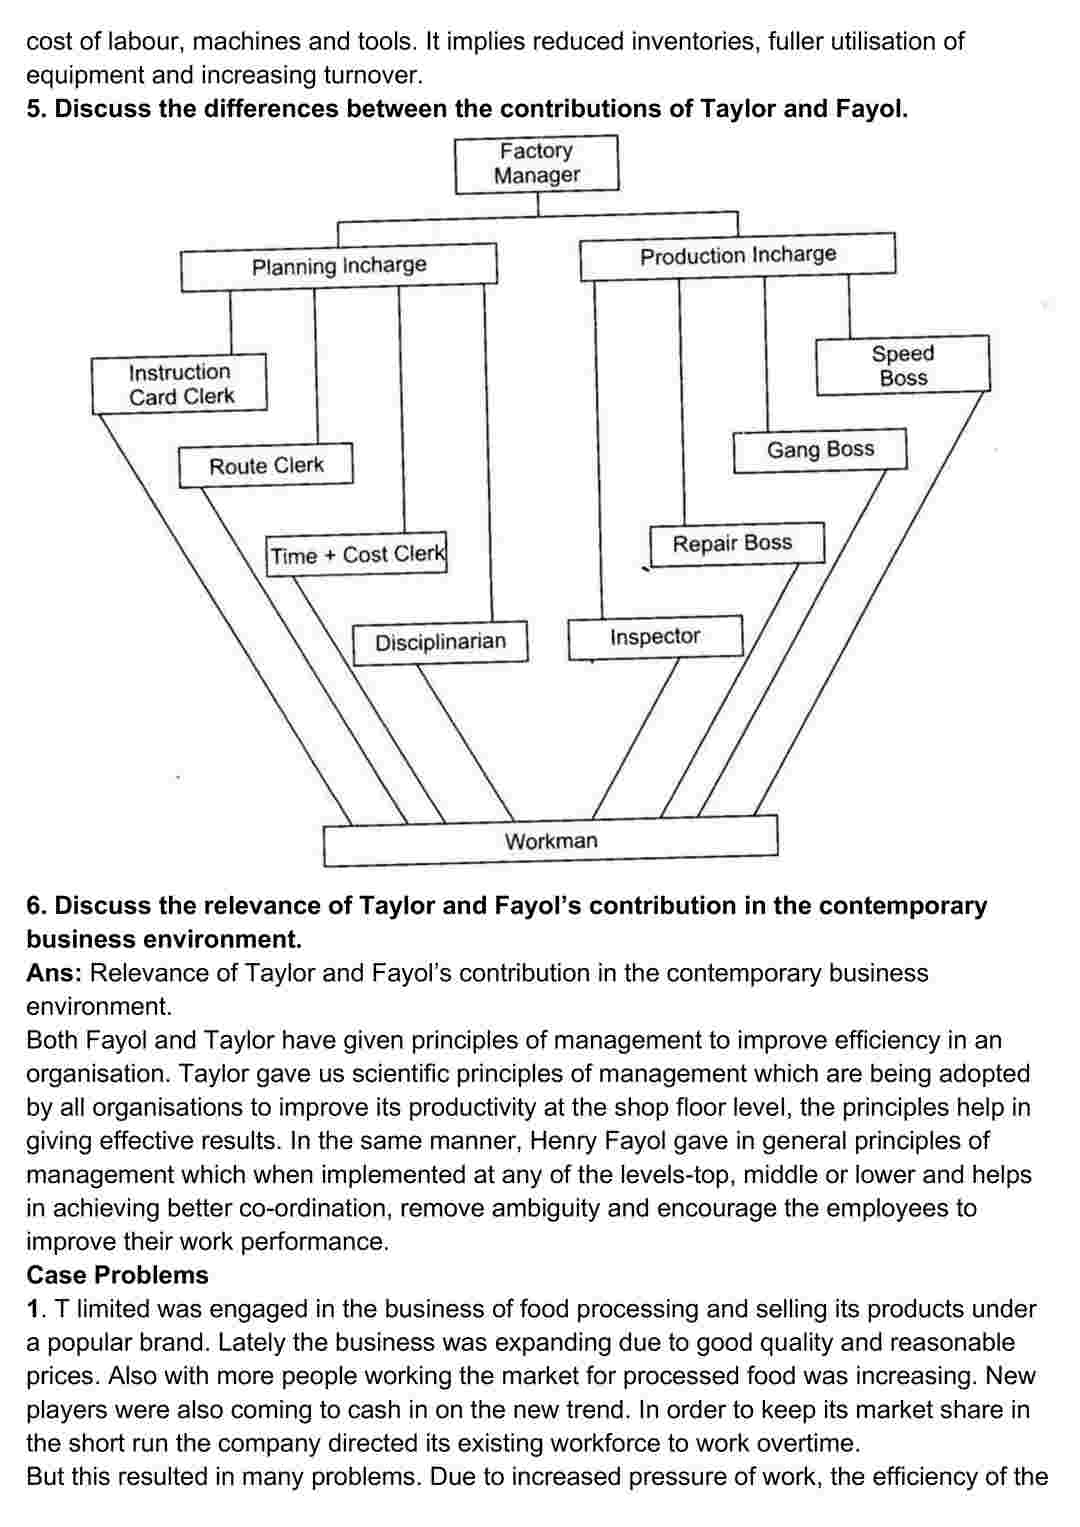 cost of labour, machines and tools. It implies reduced inventories, fuller utilisation of
equipment and increasing turnover.
5. Discuss the differences between the contributions of Taylor and Fayol.
Factory
Manager
Planning Incharge
Production Incharge
Instruction
Card Clerk
Speed
Boss
Route Clerk
Gang Boss
Time + Cost Clerk
Repair Boss
Disciplinarian
Inspector
Workman
6. Discuss the relevance of Taylor and Fayol’s contribution in the contemporary
business environment.
Ans: Relevance of Taylor and Fayol’s contribution in the contemporary business
environment.
Both Fayol and Taylor have given principles of management to improve efficiency in an
organisation. Taylor gave us scientific principles of management which are being adopted
by all organisations to improve its productivity at the shop floor level, the principles help in
giving effective results. In the same manner, Henry Fayol gave in general principles of
management which when implemented at any of the levels-top, middle or lower and helps
in achieving better co-ordination, remove ambiguity and encourage the employees to
improve their work performance.
Case Problems
1. T limited was engaged in the business of food processing and selling its products under
a popular brand. Lately the business was expanding due to good quality and reasonable
prices. Also with more people working the market for processed food was increasing. New
players were also coming to cash in on the new trend. In order to keep its market share in
the short run the company directed its existing workforce to work overtime.
But this resulted in many problems. Due to increased pressure of work, the efficiency of the